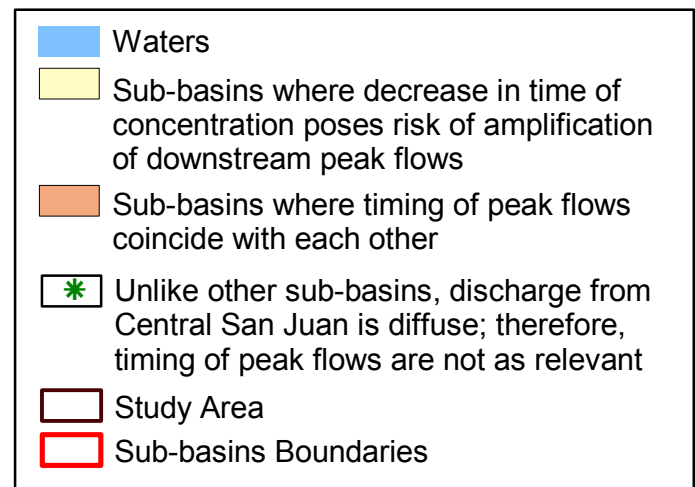 Waters
Sub-basins where decrease in time of
concentration poses risk of amplification
of downstream peak flows
Sub-basins where timing of peak flows
coincide with each other
Unlike other sub-basins, discharge from
Central San Juan is diffuse; therefore,
timing of peak flows are not as relevant
Study Area
Sub-basins Boundaries